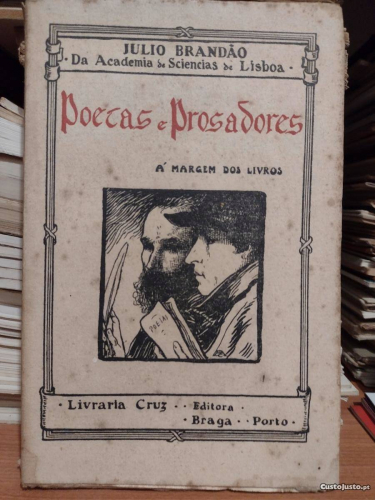 JULIO BRANDÃO
· Da Academia das Sciencias de Lisboa ·
Poetas e Prosadores
Á MARGEM DOS LIVROS
· Livraria Cruz · · Editora ·
· Braga · · Porto ·
CustoJusto.pt